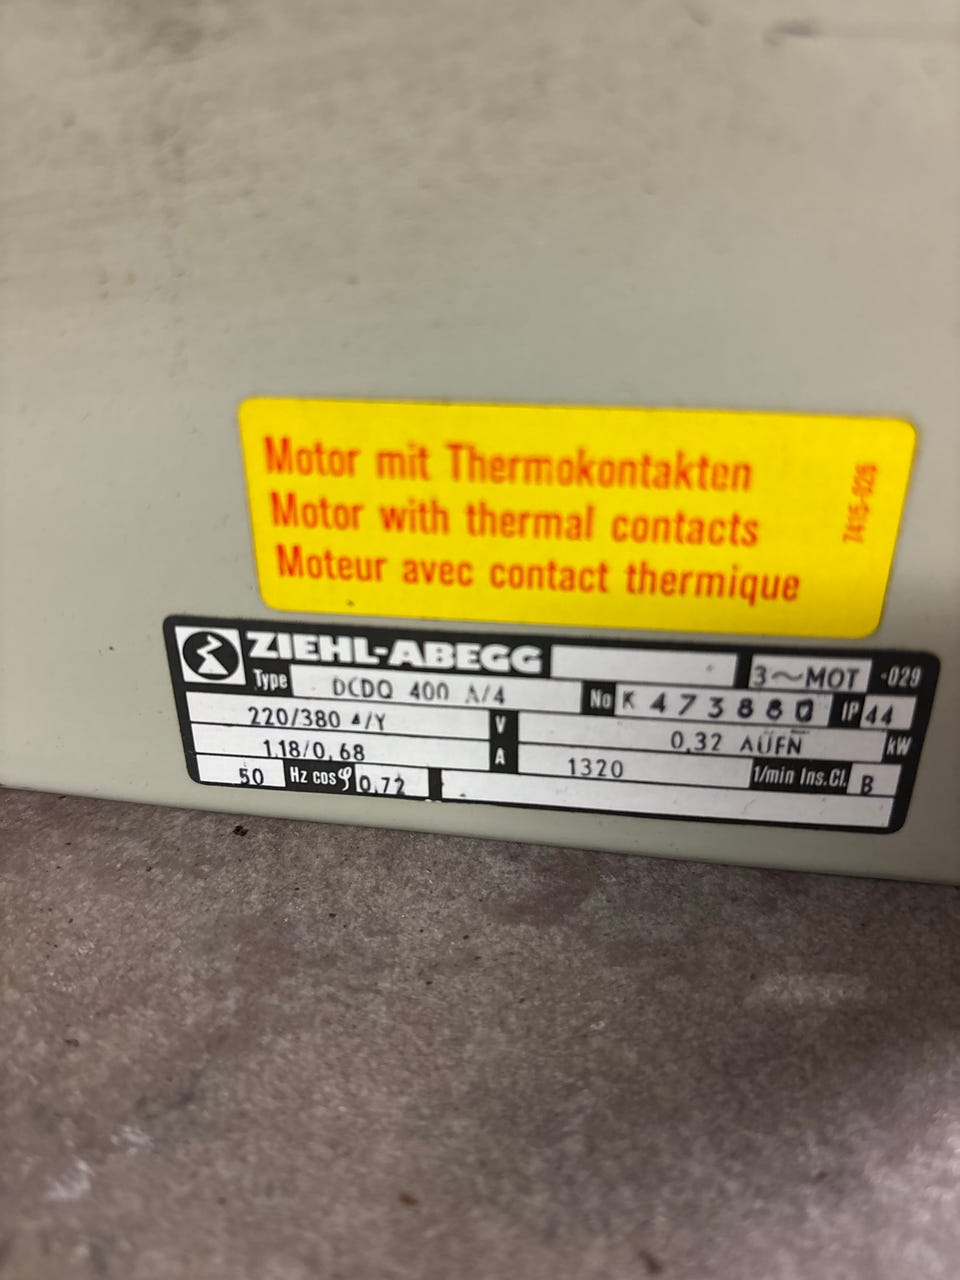 Motor mit Thermokontakten
Motor with thermal contacts
Moteur avec contact thermique
7415-026
ZIEHL-ABEGG 3~MOT -029
Type DCDQ 400 A/4 No K 473880 IP 44
220/380 ▲/Y V 0,32 AUFN kW
1.18/0,68 A 1320 1/min Ins.Cl. B
50 Hz cosφ 0,72